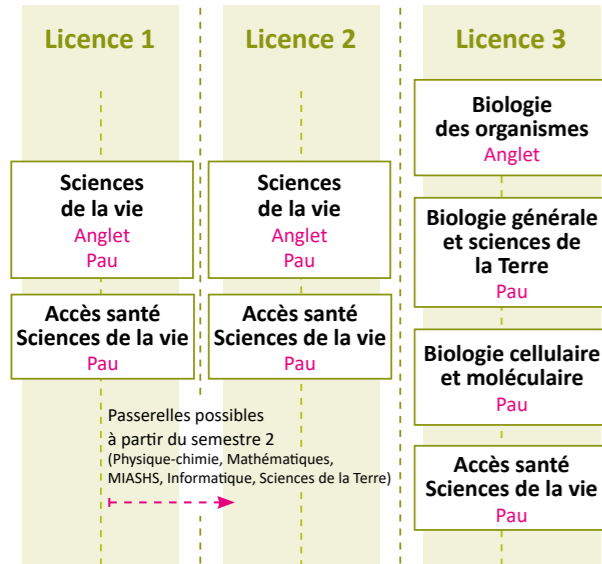 Licence 1
Sciences
de la vie
Anglet
Pau
Accès santé
Sciences de la vie
Pau
Passerelles possibles
à partir du semestre 2
(Physique-chimie, Mathématiques,
MIASHS, Informatique, Sciences de la Terre)
Licence 2
Sciences
de la vie
Anglet
Pau
Accès santé
Sciences de la vie
Pau
Licence 3
Biologie
des organismes
Anglet
Biologie générale
et sciences de
la Terre
Pau
Biologie cellulaire
et moléculaire
Pau
Accès santé
Sciences de la vie
Pau